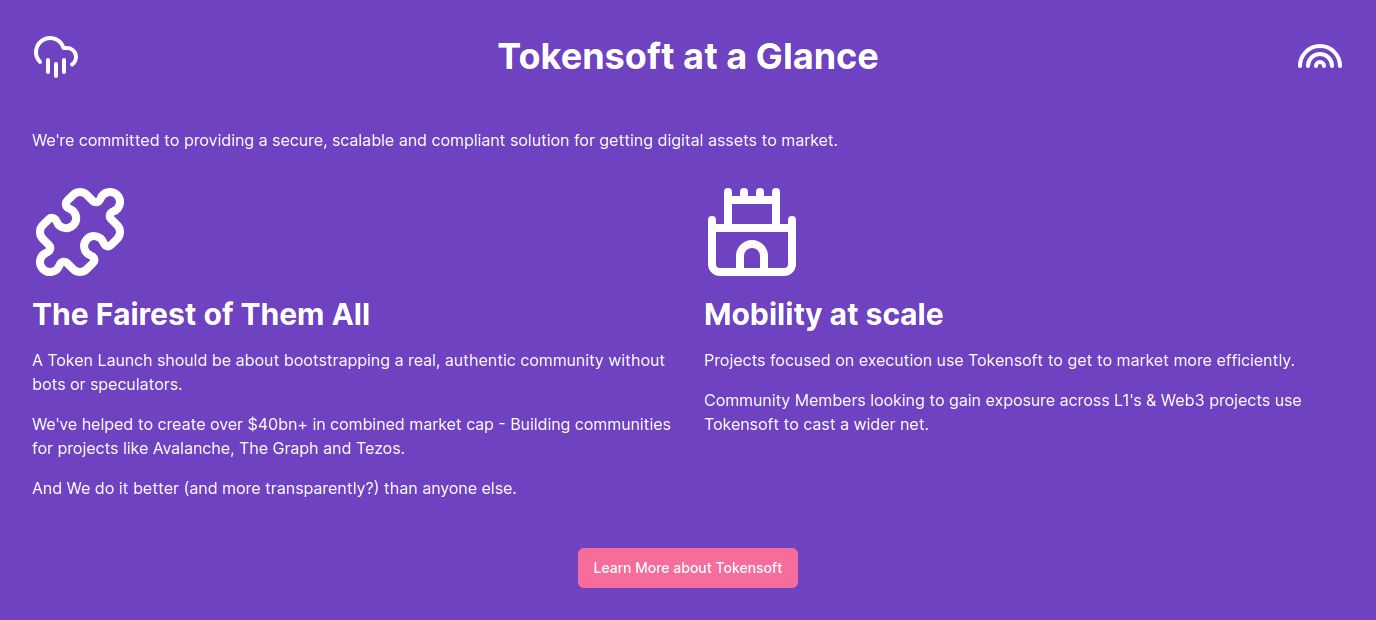 Tokensoft at a Glance
We're committed to providing a secure, scalable and compliant solution for getting digital assets to market.
The Fairest of Them All
A Token Launch should be about bootstrapping a real, authentic community without
bots or speculators.
We've helped to create over $40bn+ in combined market cap - Building communities
for projects like Avalanche, The Graph and Tezos.
And We do it better (and more transparently?) than anyone else.
Mobility at scale
Projects focused on execution use Tokensoft to get to market more efficiently.
Community Members looking to gain exposure across L1's & Web3 projects use
Tokensoft to cast a wider net.
Learn More about Tokensoft